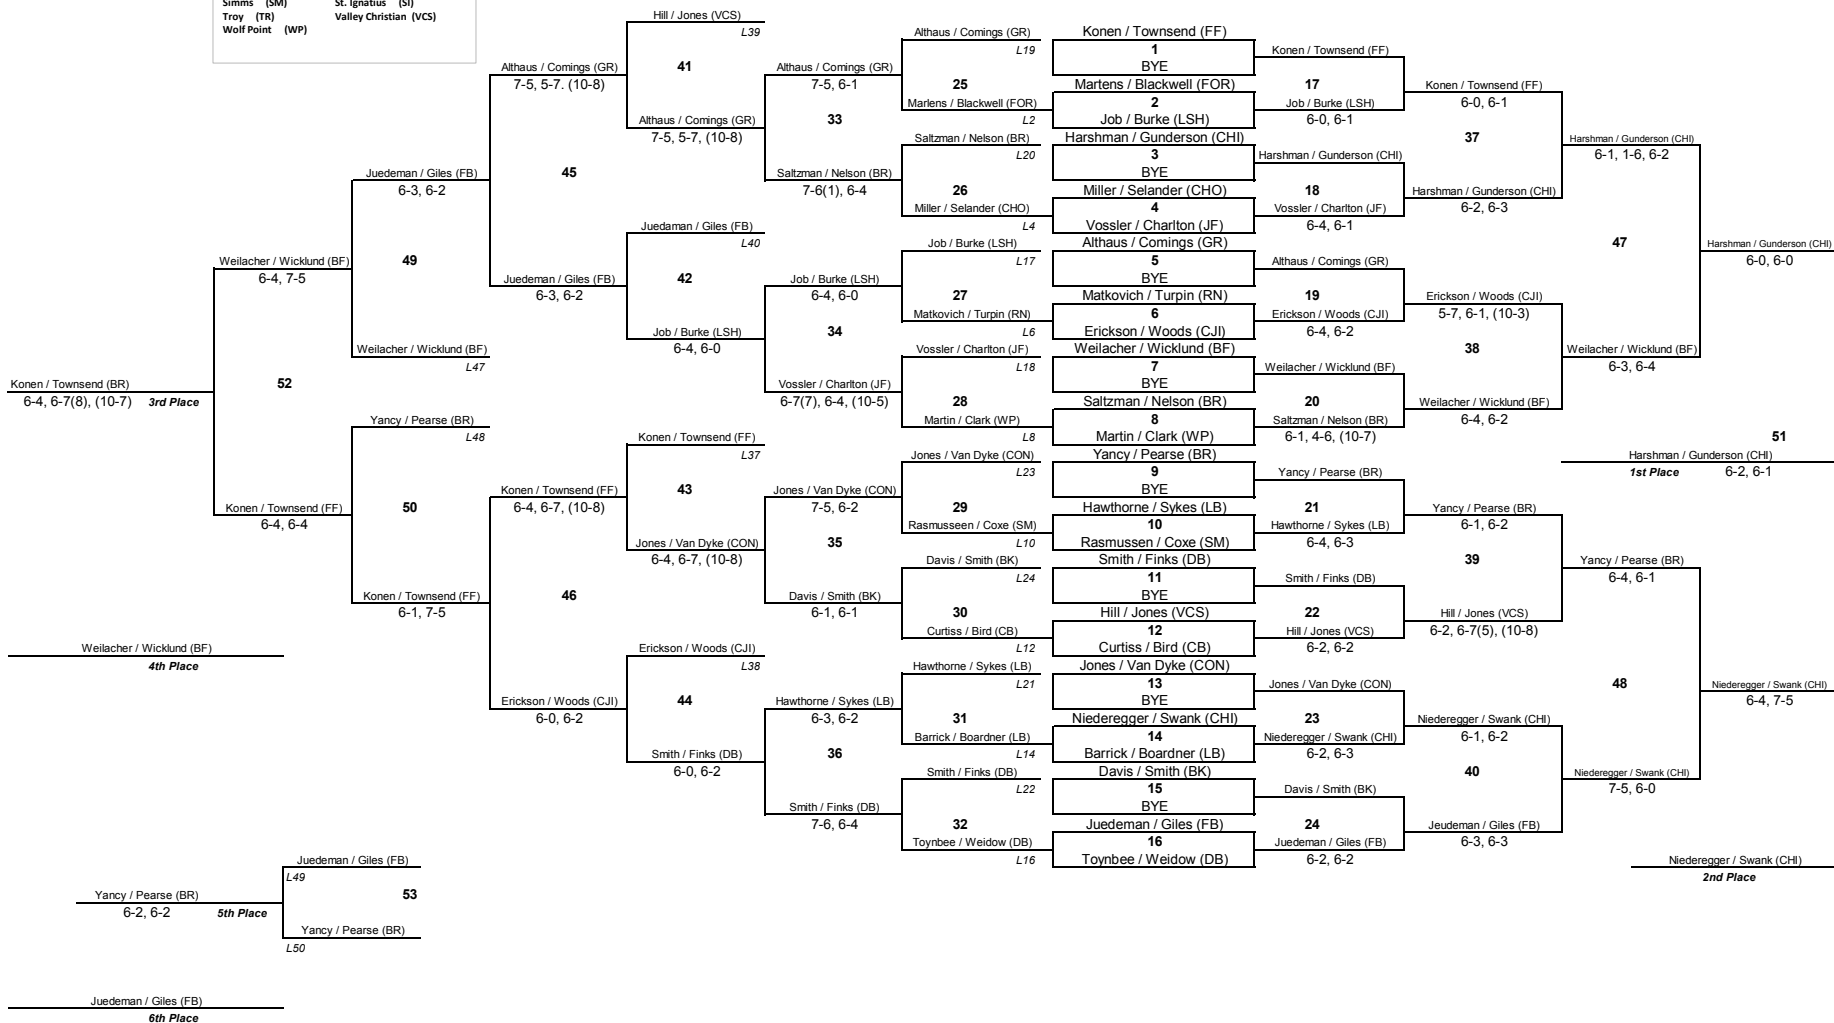 Simms (SM) St. Ignatius (SI)
Troy (TR) Valley Christian (VCS)
Wolf Point (WP)
Konen / Townsend (BR)
6-4, 6-7(8), (10-7) 3rd Place
Weilacher / Wicklund (BF)
4th Place
Yancy / Pearse (BR)
6-2, 6-2 5th Place
Juedeman / Giles (FB)
6th Place
Weilacher / Wicklund (BF)
6-4, 7-5
52
Konen / Townsend (FF)
6-4, 6-4
Juedeman / Giles (FB)
L49
53
Yancy / Pearse (BR)
L50
Juedeman / Giles (FB)
6-3, 6-2
49
Weilacher / Wicklund (BF)
L47
Yancy / Pearse (BR)
L48
50
Konen / Townsend (FF)
6-1, 7-5
Althaus / Comings (GR)
7-5, 5-7. (10-8)
45
Juedeman / Giles (FB)
6-3, 6-2
Konen / Townsend (FF)
6-4, 6-7, (10-8)
46
Erickson / Woods (CJI)
6-0, 6-2
Hill / Jones (VCS)
L39
41
Althaus / Comings (GR)
7-5, 5-7, (10-8)
Juedaman / Giles (FB)
L40
42
Job / Burke (LSH)
6-4, 6-0
Konen / Townsend (FF)
L37
43
Jones / Van Dyke (CON)
6-4, 6-7, (10-8)
Erickson / Woods (CJI)
L38
44
Smith / Finks (DB)
6-0, 6-2
Althaus / Comings (GR)
7-5, 6-1
33
Saltzman / Nelson (BR)
7-6(1), 6-4
Job / Burke (LSH)
6-4, 6-0
34
Vossler / Charlton (JF)
6-7(7), 6-4, (10-5)
Jones / Van Dyke (CON)
7-5, 6-2
35
Davis / Smith (BK)
6-1, 6-1
Hawthorne / Sykes (LB)
6-3, 6-2
36
Smith / Finks (DB)
7-6, 6-4
Althaus / Comings (GR)
L19
25
Martens / Blackwell (FOR)
L2
Saltzman / Nelson (BR)
L20
26
Miller / Selander (CHO)
L4
Job / Burke (LSH)
L17
27
Matkovich / Turpin (RN)
L6
Vossler / Charlton (JF)
L18
28
Martin / Clark (WP)
L8
Jones / Van Dyke (CON)
L23
29
Rasmusseen / Coxe (SM)
L10
Davis / Smith (BK)
L24
30
Curtiss / Bird (CB)
L12
Hawthorne / Sykes (LB)
L21
31
Barrick / Boardner (LB)
L14
Smith / Finks (DB)
L22
32
Toynbee / Weidow (DB)
L16
Konen / Townsend (FF)
1
BYE
Martens / Blackwell (FOR)
2
Job / Burke (LSH)
Harshman / Gunderson (CHI)
3
BYE
Miller / Selander (CHO)
4
Vossler / Charlton (JF)
Althaus / Comings (GR)
5
BYE
Matkovich / Turpin (RN)
6
Erickson / Woods (CJI)
Weilacher / Wicklund (BF)
7
BYE
Saltzman / Nelson (BR)
8
Martin / Clark (WP)
Yancy / Pearse (BR)
9
BYE
Hawthorne / Sykes (LB)
10
Rasmussen / Coxe (SM)
Smith / Finks (DB)
11
BYE
Hill / Jones (VCS)
12
Curtiss / Bird (CB)
Jones / Van Dyke (CON)
13
BYE
Niederegger / Swank (CHI)
14
Barrick / Boardner (LB)
Davis / Smith (BK)
15
BYE
Juedeman / Giles (FB)
16
Toynbee / Weidow (DB)
Konen / Townsend (FF)
17
Job / Burke (LSH)
6-0, 6-1
Harshman / Gunderson (CHI)
18
Vossler / Charlton (JF)
6-4, 6-1
Althaus / Comings (GR)
19
Erickson / Woods (CJI)
6-4, 6-2
Weilacher / Wicklund (BF)
20
Saltzman / Nelson (BR)
6-1, 4-6, (10-7)
Yancy / Pearse (BR)
21
Hawthorne / Sykes (LB)
6-4, 6-3
Smith / Finks (DB)
22
Hill / Jones (VCS)
6-2, 6-2
Jones / Van Dyke (CON)
23
Niederegger / Swank (CHI)
6-2, 6-3
Davis / Smith (BK)
24
Juedeman / Giles (FB)
6-2, 6-2
Konen / Townsend (FF)
6-0, 6-1
37
Harshman / Gunderson (CHI)
6-2, 6-3
Erickson / Woods (CJI)
5-7, 6-1, (10-3)
38
Weilacher / Wicklund (BF)
6-4, 6-2
Yancy / Pearse (BR)
6-1, 6-2
39
Hill / Jones (VCS)
6-2, 6-7(5), (10-8)
Niederegger / Swank (CHI)
6-1, 6-2
40
Jeudeman / Giles (FB)
6-3, 6-3
Harshman / Gunderson (CHI)
6-1, 1-6, 6-2
47
Weilacher / Wicklund (BF)
6-3, 6-4
Yancy / Pearse (BR)
6-4, 6-1
48
Niederegger / Swank (CHI)
7-5, 6-0
Harshman / Gunderson (CHI)
6-0, 6-0
51
Harshman / Gunderson (CHI)
1st Place 6-2, 6-1
Niederegger / Swank (CHI)
6-4, 7-5
Niederegger / Swank (CHI)
2nd Place